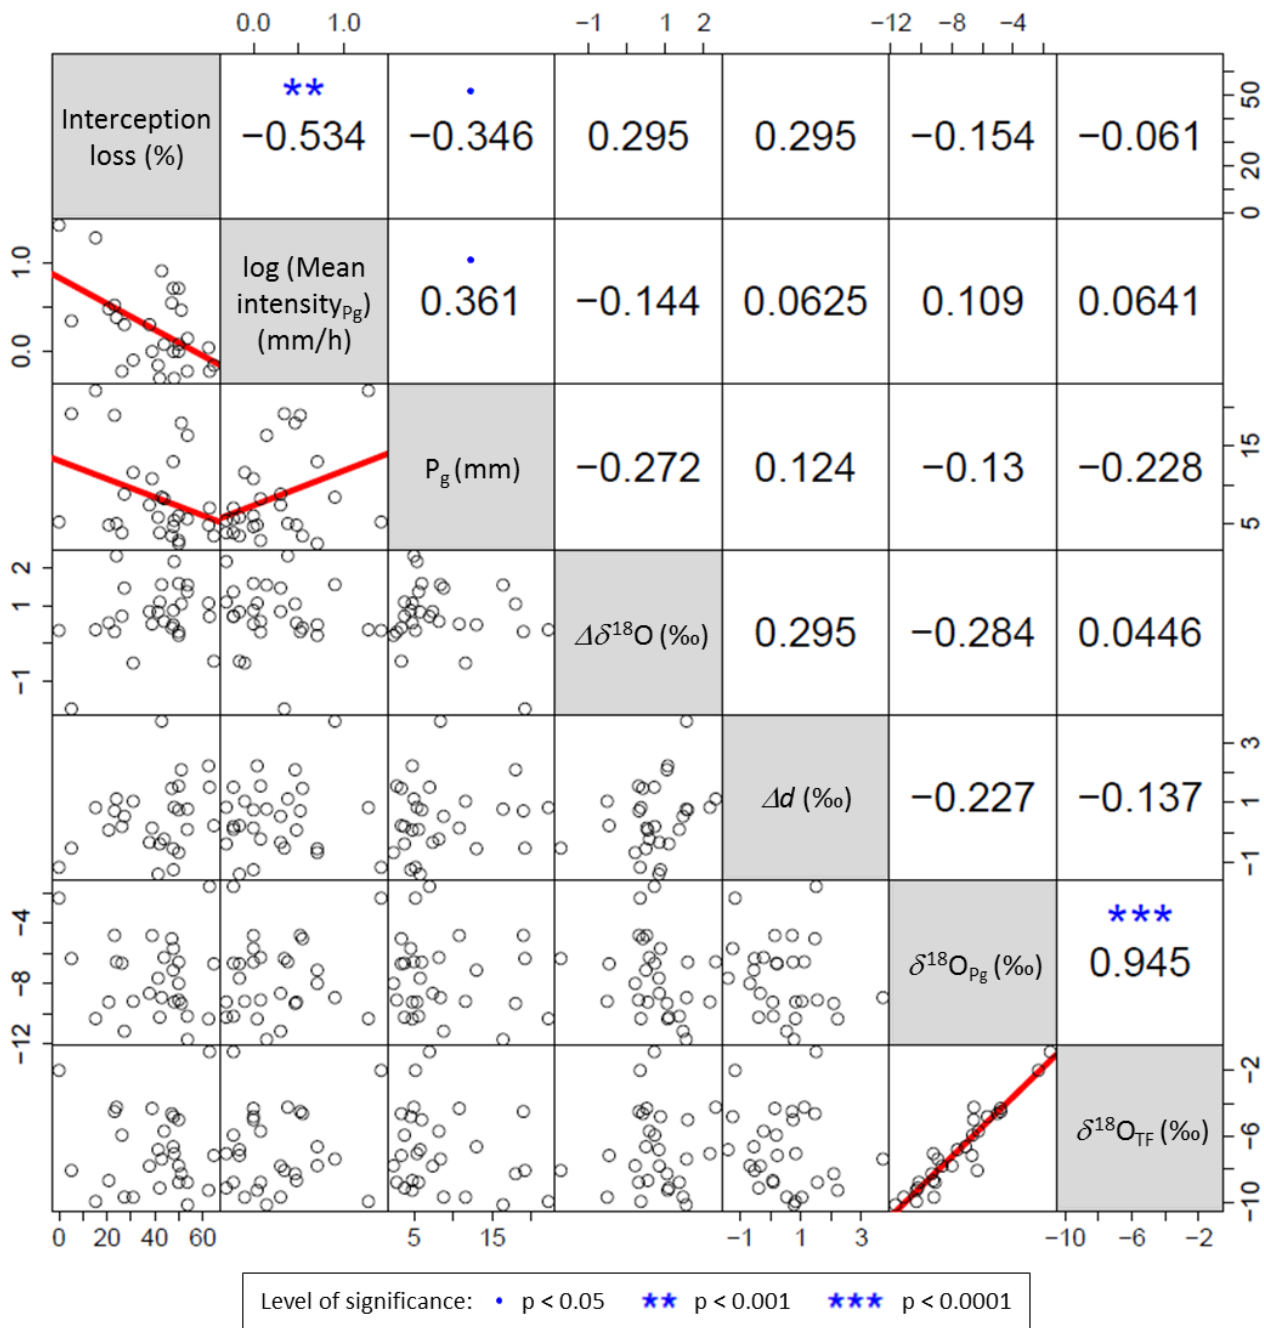 0.0 1.0 −1 1 2 −12 −8 −4
** •
Interception loss (%) −0.534 −0.346 0.295 0.295 −0.154 −0.061 0 20 50
•
1.0 0.0 log (Mean intensityPg) (mm/h) 0.361 −0.144 0.0625 0.109 0.0641
Pg (mm) −0.272 0.124 −0.13 −0.228 15 5
2 1 −1 Δδ18O (‰) 0.295 −0.284 0.0446
Δd (‰) −0.227 −0.137 3 1 −1
***
−4 −8 −12 δ18OPg (‰) 0.945
δ18OTF (‰) −2 −6 −10
0 20 40 60 5 15 −1 1 3 −10 −6 −2
Level of significance: • p < 0.05 ** p < 0.001 *** p < 0.0001